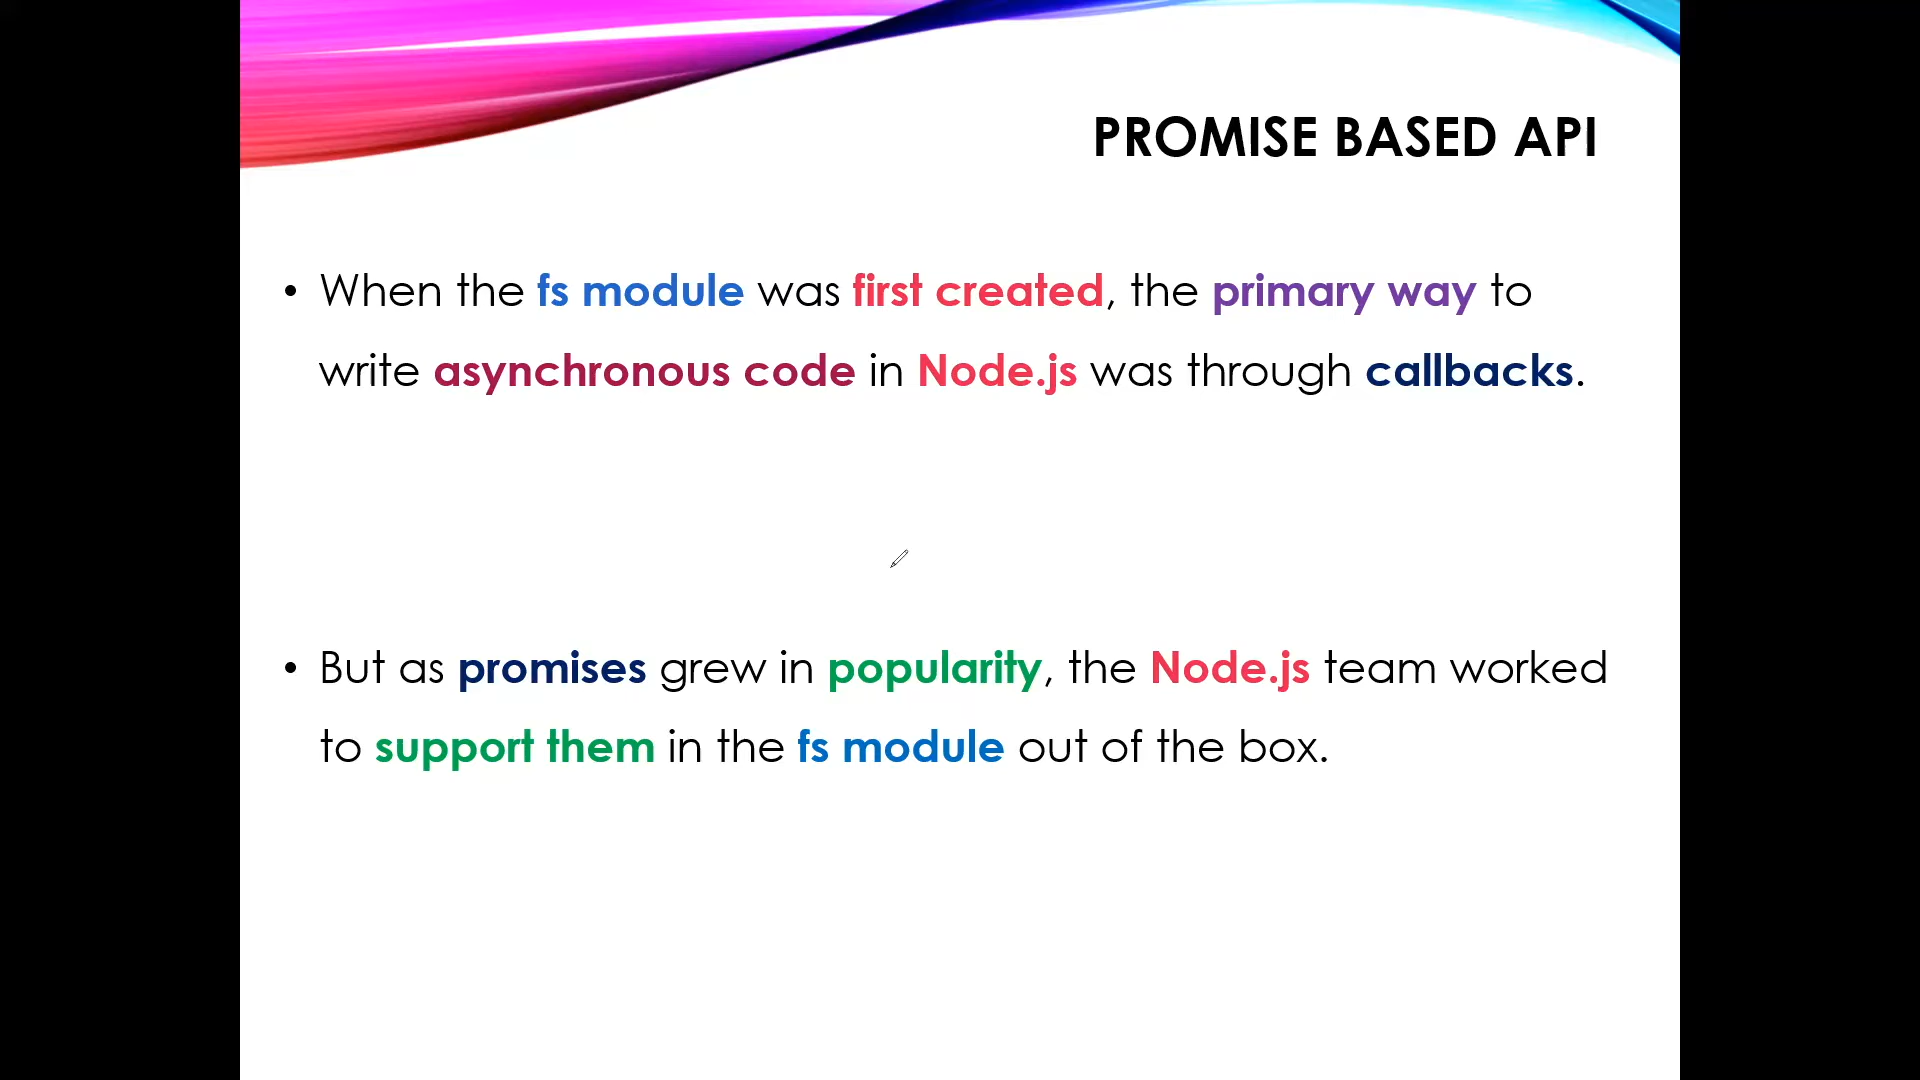 PROMISE BASED API
• When the fs module was first created, the primary way to
write asynchronous code in Node.js was through callbacks.
• But as promises grew in popularity, the Node.js team worked
to support them in the fs module out of the box.